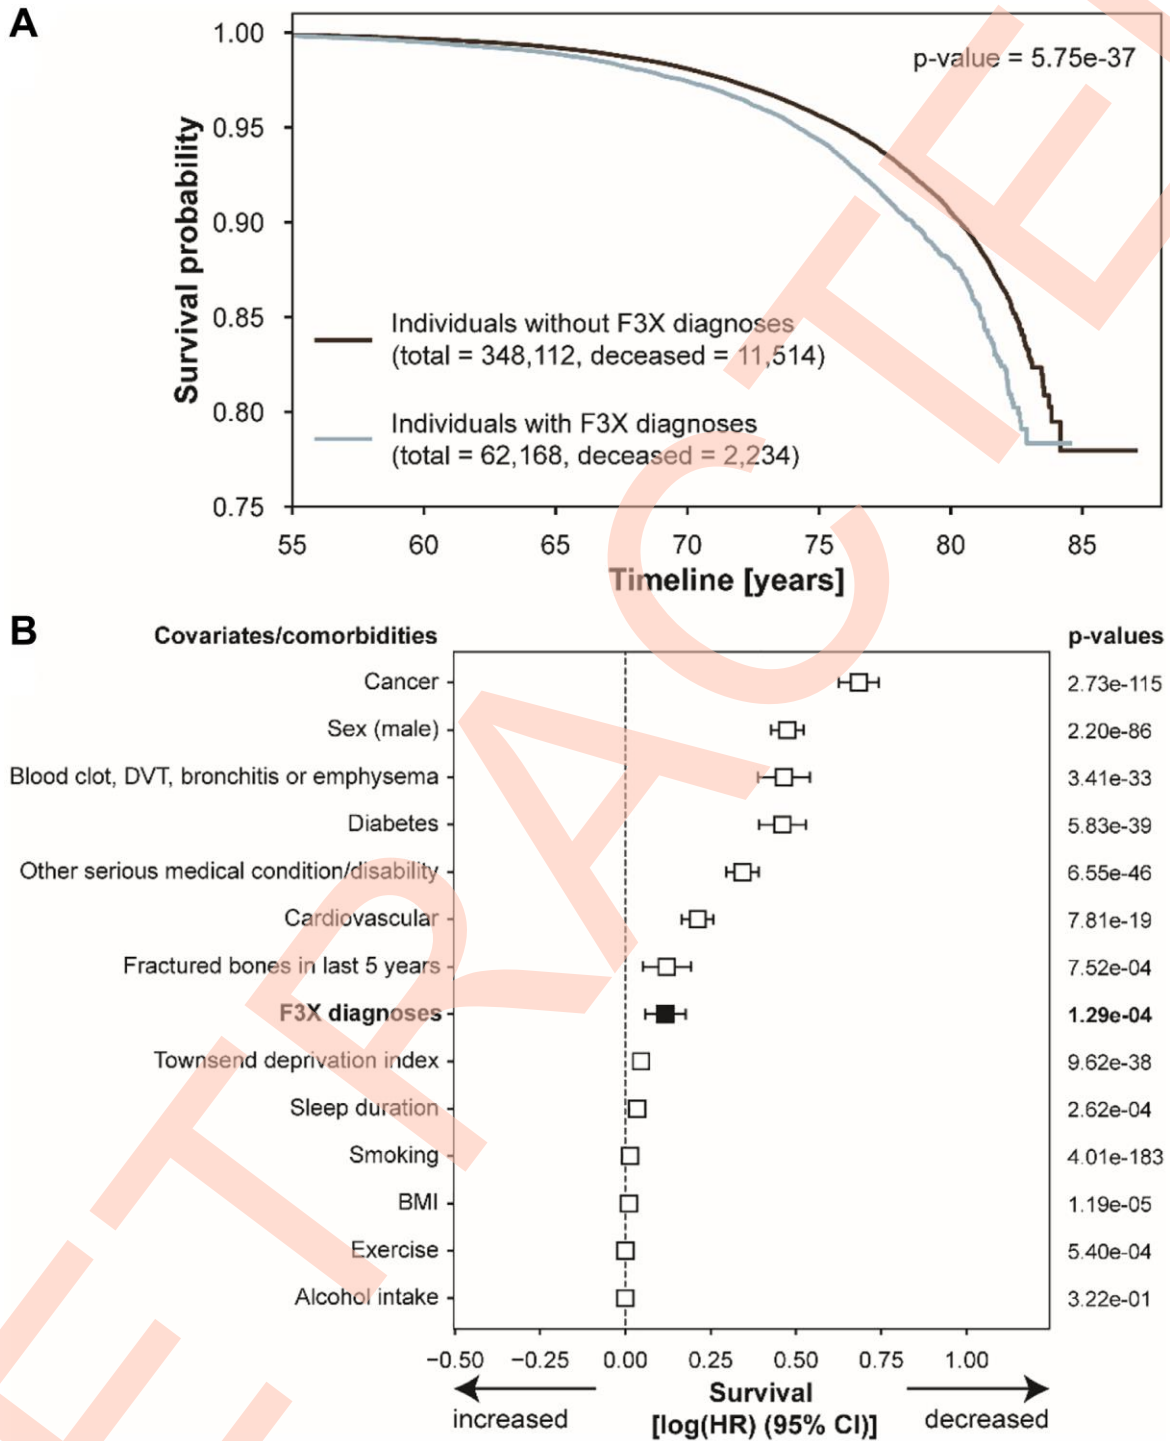 A
p-value = 5.75e-37
Survival probability
1.00
0.95
0.90
0.85
0.80
0.75
Individuals without F3X diagnoses
(total = 348,112, deceased = 11,514)
Individuals with F3X diagnoses
(total = 62,168, deceased = 2,234)
55 60 65 70 75 80 85
Timeline [years]
B
Covariates/comorbidities p-values
Cancer 2.73e-115
Sex (male) 2.20e-86
Blood clot, DVT, bronchitis or emphysema 3.41e-33
Diabetes 5.83e-39
Other serious medical condition/disability 6.55e-46
Cardiovascular 7.81e-19
Fractured bones in last 5 years 7.52e-04
F3X diagnoses 1.29e-04
Townsend deprivation index 9.62e-38
Sleep duration 2.62e-04
Smoking 4.01e-183
BMI 1.19e-05
Exercise 5.40e-04
Alcohol intake 3.22e-01
−0.50 −0.25 0.00 0.25 0.50 0.75 1.00
increased Survival decreased
[log(HR) (95% CI)]